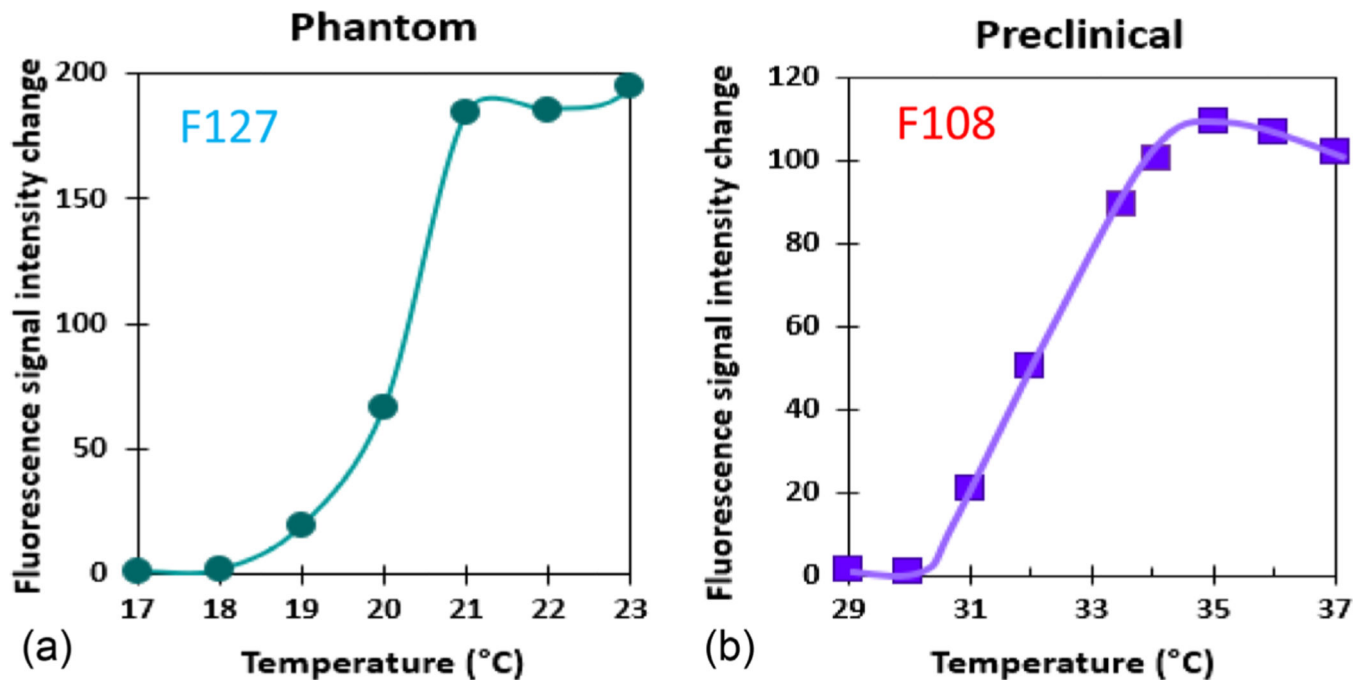 Phantom
Fluorescence signal intensity change
200
150
100
50
0
F127
17 18 19 20 21 22 23
Temperature (°C)
(a)
Preclinical
Fluorescence signal intensity change
120
100
80
60
40
20
0
F108
29 31 33 35 37
Temperature (°C)
(b)